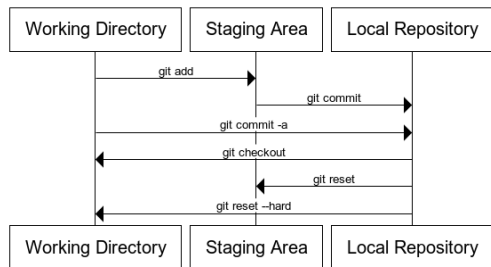 Working Directory
Staging Area
Local Repository
git add
git commit
git commit -a
git checkout
git reset
git reset --hard
Working Directory
Staging Area
Local Repository